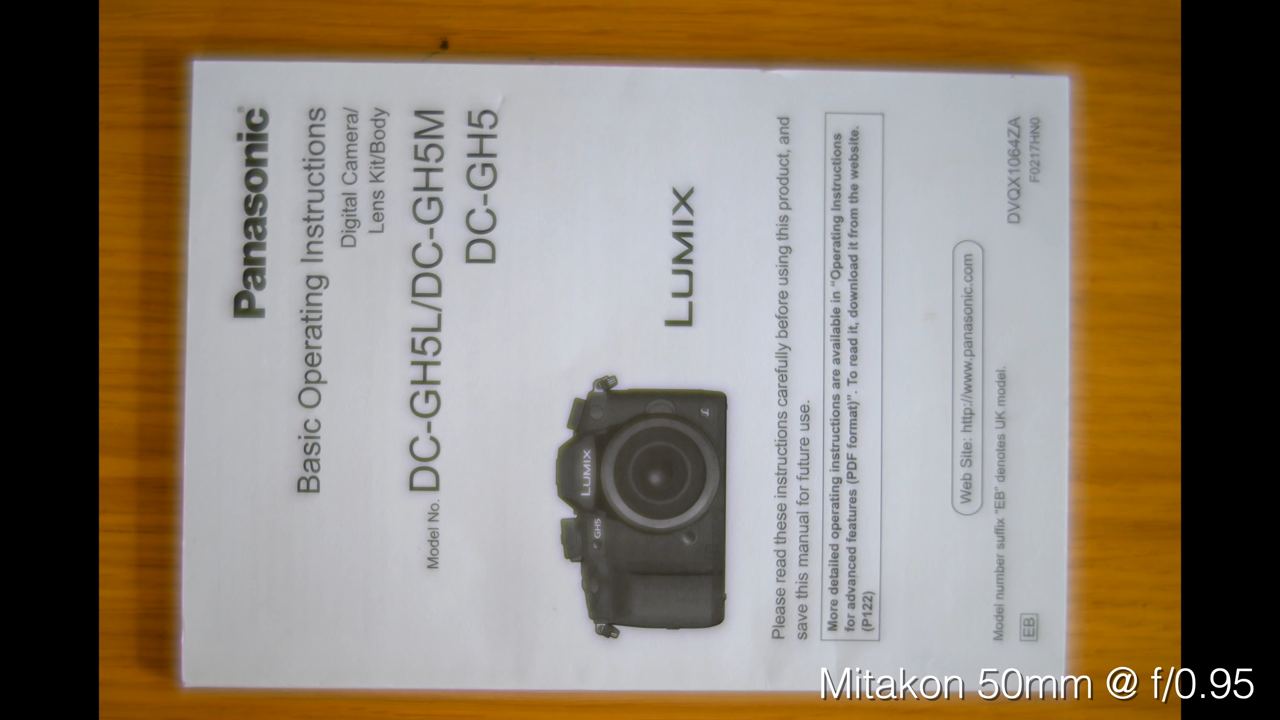 Panasonic
Basic Operating Instructions
Digital Camera/
Lens Kit/Body
Model No. DC-GH5L/DC-GH5M
DC-GH5
LUMIX
LUMIX
GH5
Please read these instructions carefully before using this product, and
save this manual for future use.
More detailed operating instructions are available in “Operating Instructions
for advanced features (PDF format)”. To read it, download it from the website.
(P122)
Web Site: http://www.panasonic.com
Model number suffix “EB” denotes UK model.
EB
DVQX1064ZA
F0217HN0
Mitakon 50mm @ f/0.95